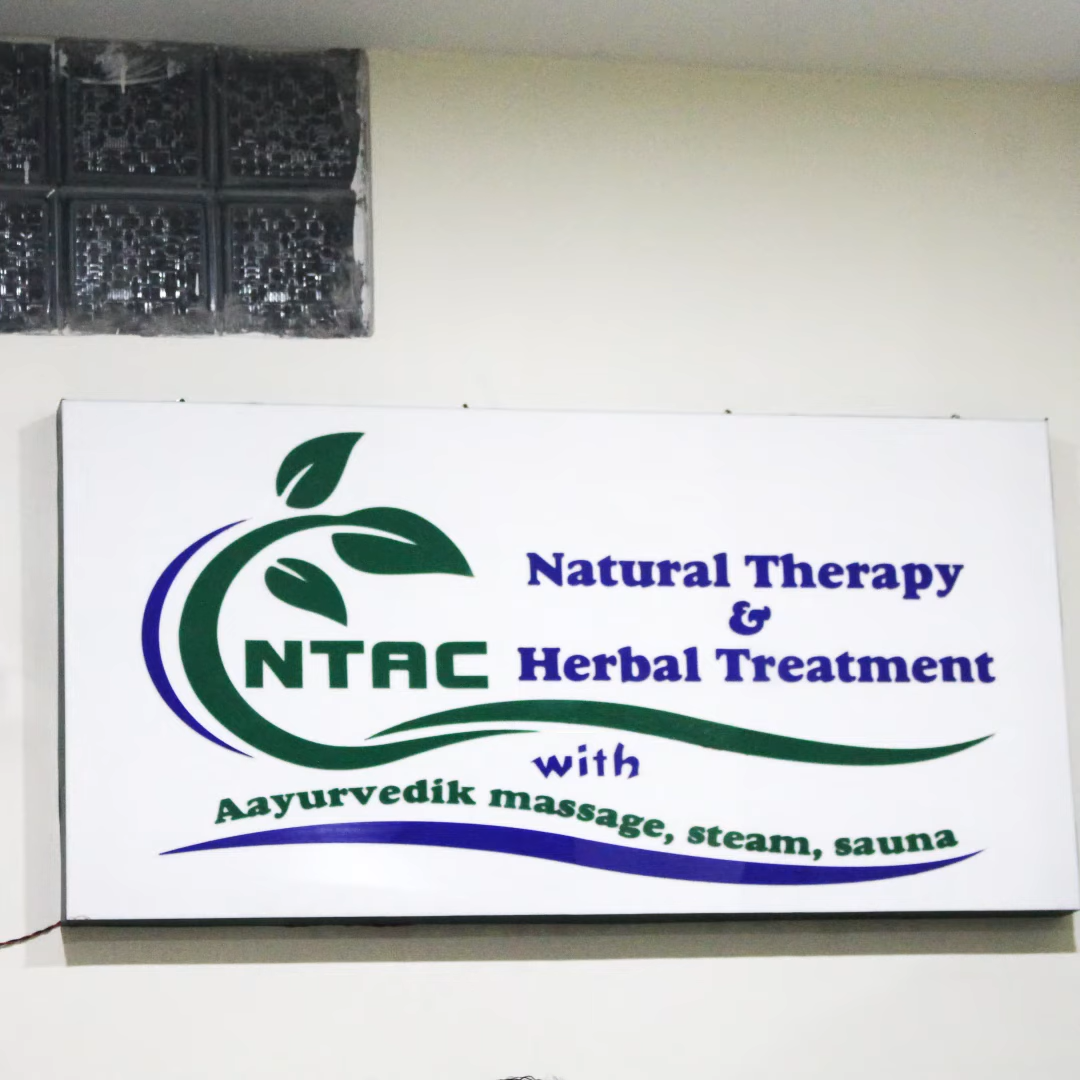 NTAC
Natural Therapy
&
Herbal Treatment
with
Aayurvedik massage, steam, sauna